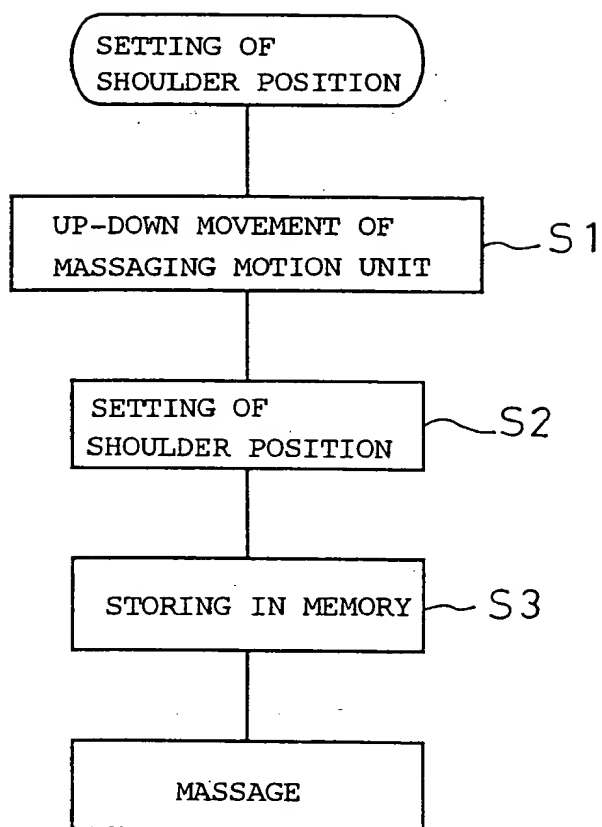 SETTING OF
SHOULDER POSITION
UP-DOWN MOVEMENT OF
MASSAGING MOTION UNIT
S1
SETTING OF
SHOULDER POSITION
S2
STORING IN MEMORY
S3
MASSAGE